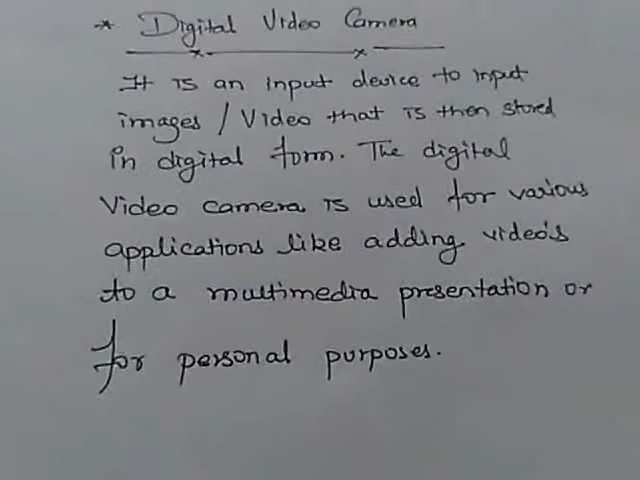 * Digital Video Camera
It is an input device to input
images / Video that is then stored
in digital form. The digital
Video camera is used for various
applications like adding video's
to a multimedia presentation or
for personal purposes.